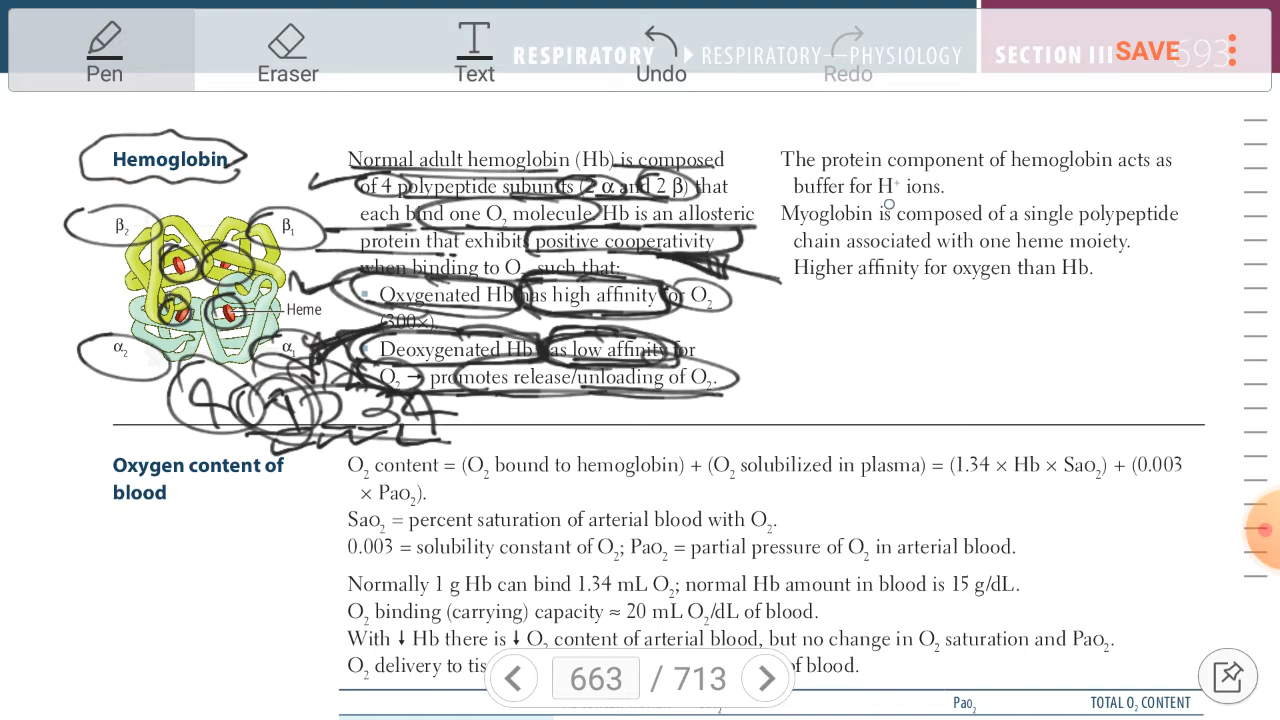 Pen
Eraser
Text
Undo
Redo
SAVE
RESPIRATORY ▶ RESPIRATORY—PHYSIOLOGY SECTION III 693
Hemoglobin
β₂ β₁
Heme
α₂ α₁
4 1 2 3 4
Normal adult hemoglobin (Hb) is composed
of 4 polypeptide subunits (2 α and 2 β) that
each bind one O₂ molecule. Hb is an allosteric
protein that exhibits positive cooperativity
when binding to O₂, such that:
▪ Oxygenated Hb has high affinity for O₂
(300×).
▪ Deoxygenated Hb has low affinity for
O₂ → promotes release/unloading of O₂.
The protein component of hemoglobin acts as
buffer for H⁺ ions.
Myoglobin is composed of a single polypeptide
chain associated with one heme moiety.
Higher affinity for oxygen than Hb.
Oxygen content of
blood
O₂ content = (O₂ bound to hemoglobin) + (O₂ solubilized in plasma) = (1.34 × Hb × Sao₂) + (0.003
× Pao₂).
Sao₂ = percent saturation of arterial blood with O₂.
0.003 = solubility constant of O₂; Pao₂ = partial pressure of O₂ in arterial blood.
Normally 1 g Hb can bind 1.34 mL O₂; normal Hb amount in blood is 15 g/dL.
O₂ binding (carrying) capacity ≈ 20 mL O₂/dL of blood.
With ↓ Hb there is ↓ O₂ content of arterial blood, but no change in O₂ saturation and Pao₂.
O₂ delivery to of blood.
663 / 713
Pao₂ TOTAL O₂ CONTENT